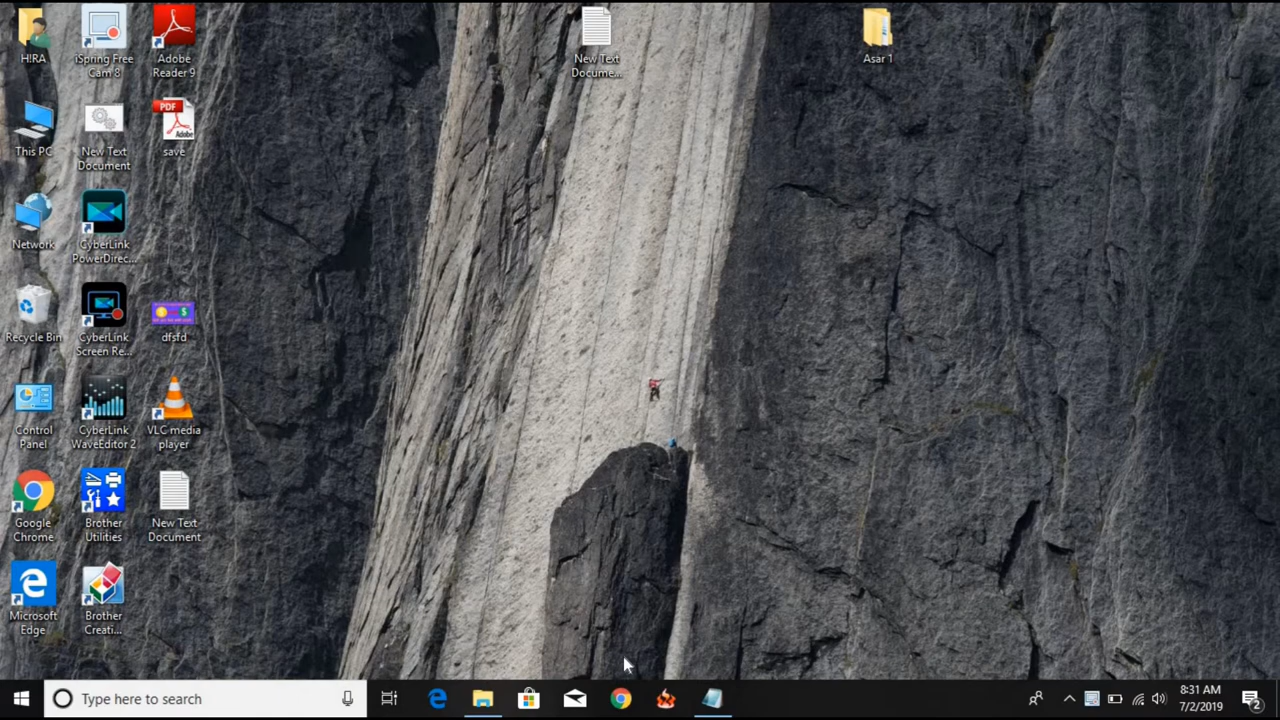 H!RA
iSpring Free
Cam 8
Adobe
Reader 9
New Text
Docume...
Asar 1
This PC
New Text
Document
PDF
Adobe
save
Network
CyberLink
PowerDirec...
Recycle Bin
CyberLink
Screen Re...
dfsfd
Control
Panel
CyberLink
WaveEditor 2
VLC media
player
Google
Chrome
Brother
Utilities
New Text
Document
Microsoft
Edge
Brother
Creati...
Type here to search
8:31 AM
7/2/2019
2